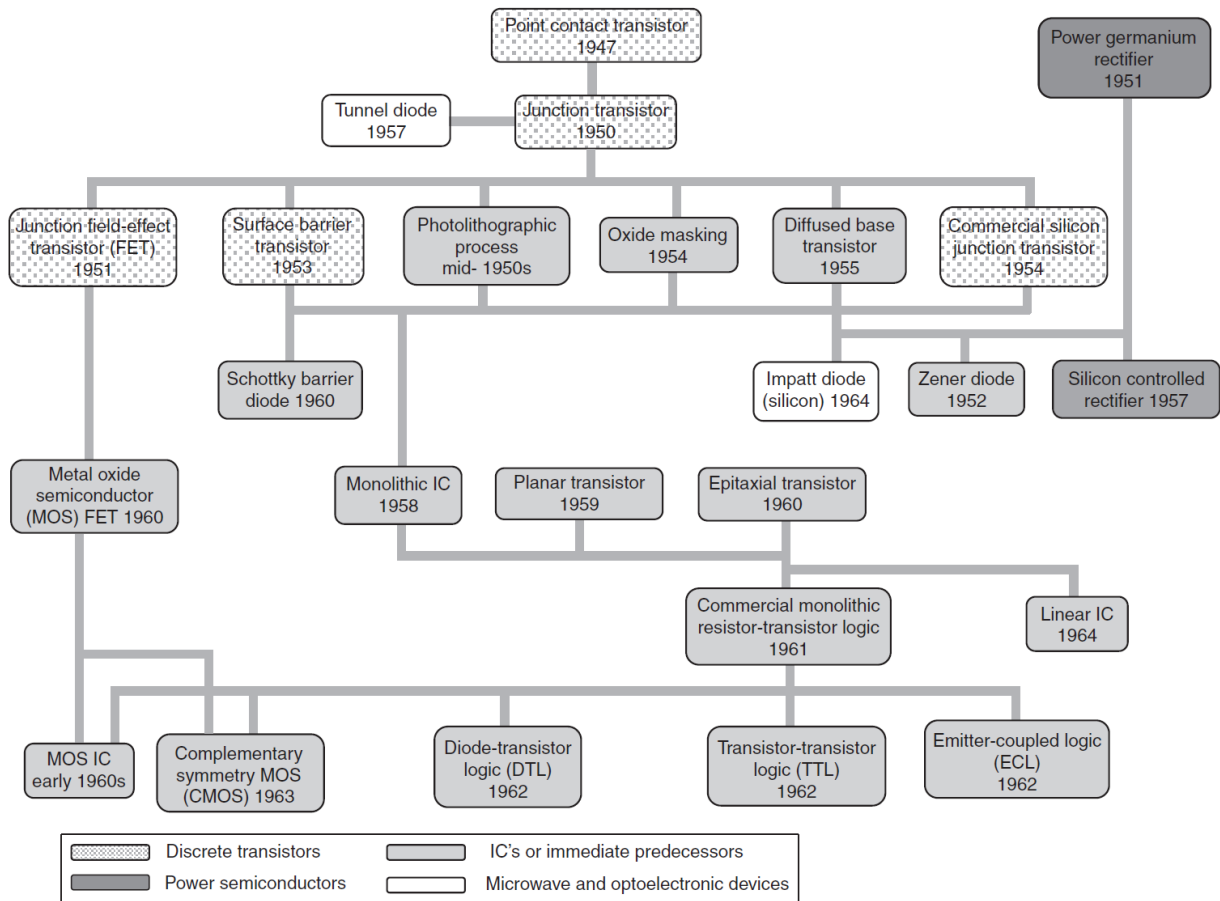 Point contact transistor
1947
Power germanium
rectifier
1951
Tunnel diode
1957
Junction transistor
1950
Junction field-effect
transistor (FET)
1951
Surface barrier
transistor
1953
Photolithographic
process
mid- 1950s
Oxide masking
1954
Diffused base
transistor
1955
Commercial silicon
junction transistor
1954
Schottky barrier
diode 1960
Impatt diode
(silicon) 1964
Zener diode
1952
Silicon controlled
rectifier 1957
Metal oxide
semiconductor
(MOS) FET 1960
Monolithic IC
1958
Planar transistor
1959
Epitaxial transistor
1960
Commercial monolithic
resistor-transistor logic
1961
Linear IC
1964
MOS IC
early 1960s
Complementary
symmetry MOS
(CMOS) 1963
Diode-transistor
logic (DTL)
1962
Transistor-transistor
logic (TTL)
1962
Emitter-coupled logic
(ECL)
1962
Discrete transistors
IC's or immediate predecessors
Power semiconductors
Microwave and optoelectronic devices